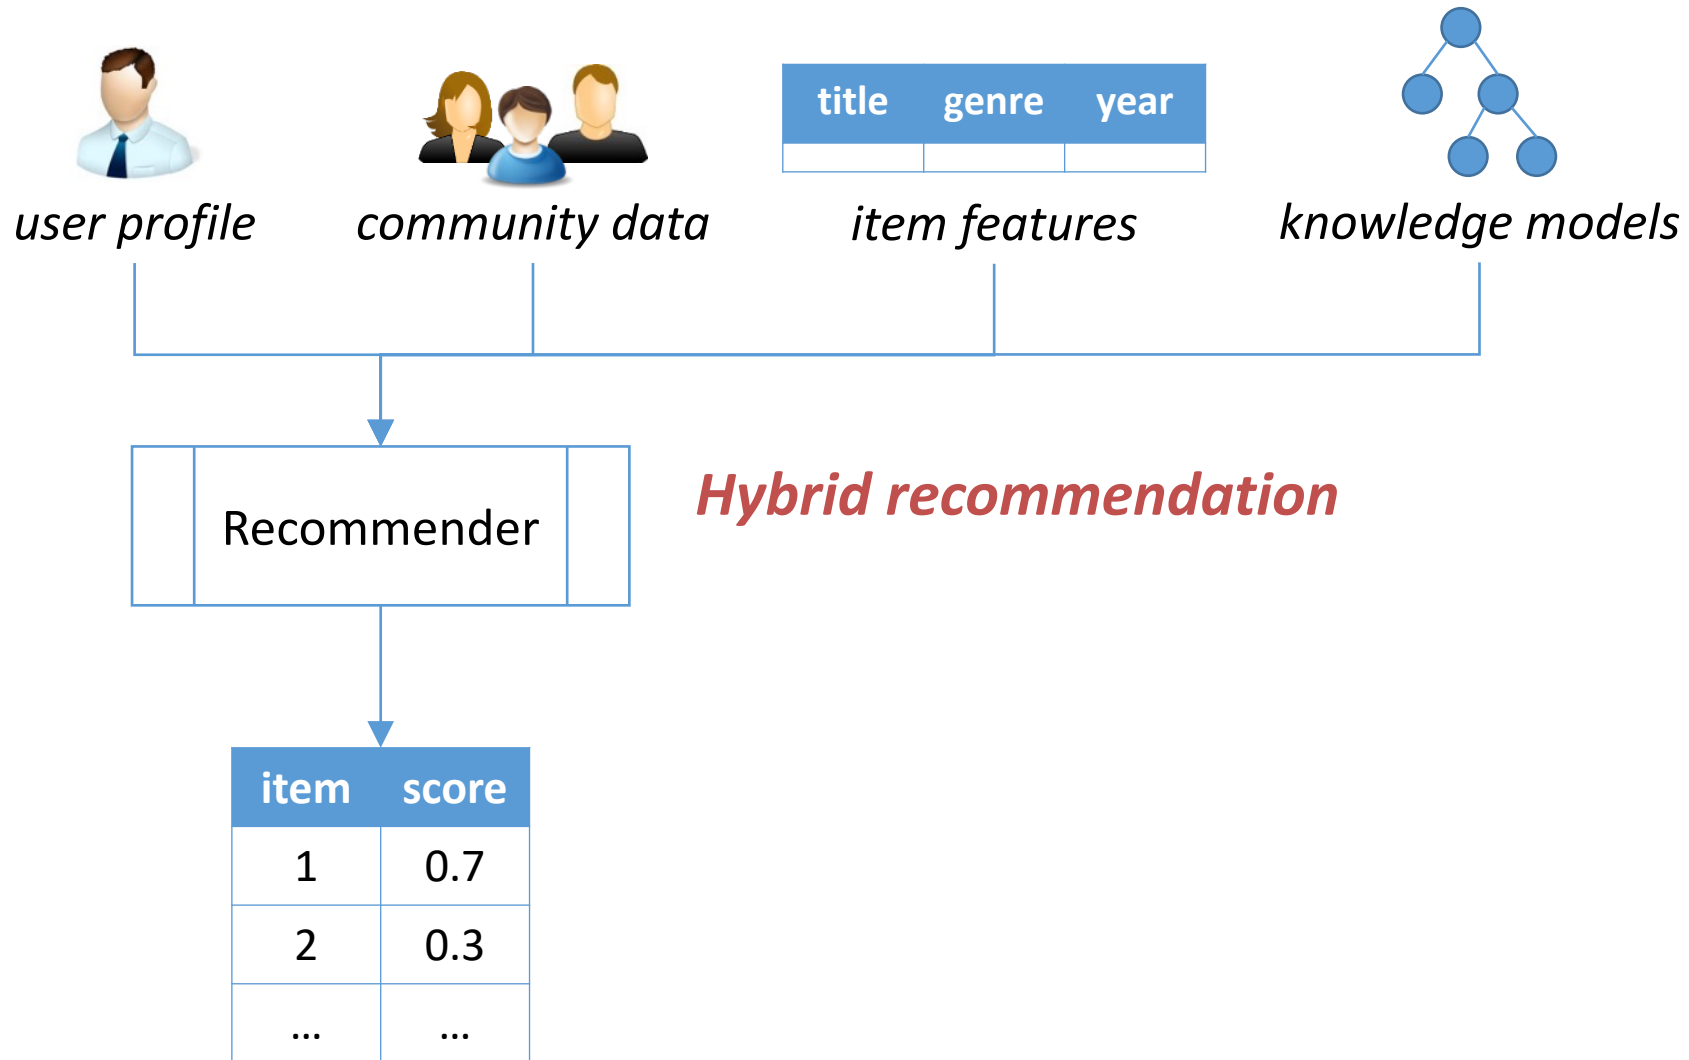 title genre year
user profile community data item features knowledge models
Hybrid recommendation
Recommender
item score
1 0.7
2 0.3
... ...